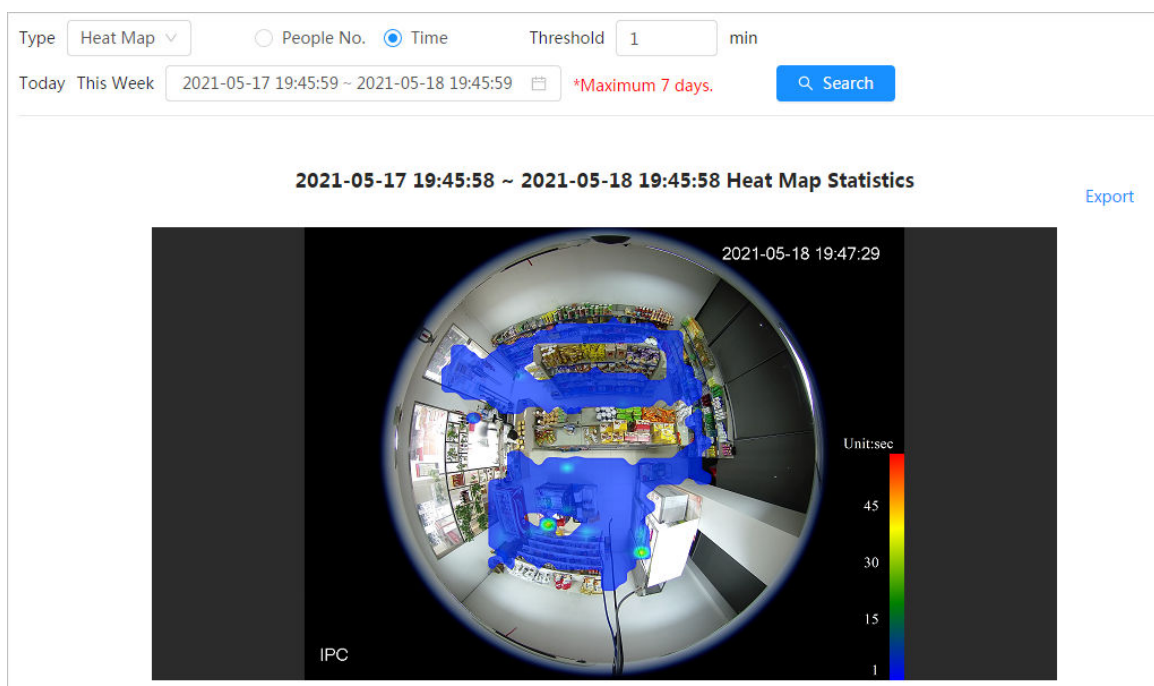 Type Heat Map People No. Time Threshold 1 min
Today This Week 2021-05-17 19:45:59 ~ 2021-05-18 19:45:59 *Maximum 7 days. Search
2021-05-17 19:45:58 ~ 2021-05-18 19:45:58 Heat Map Statistics
Export
2021-05-18 19:47:29
Unit:sec
45
30
15
IPC
1